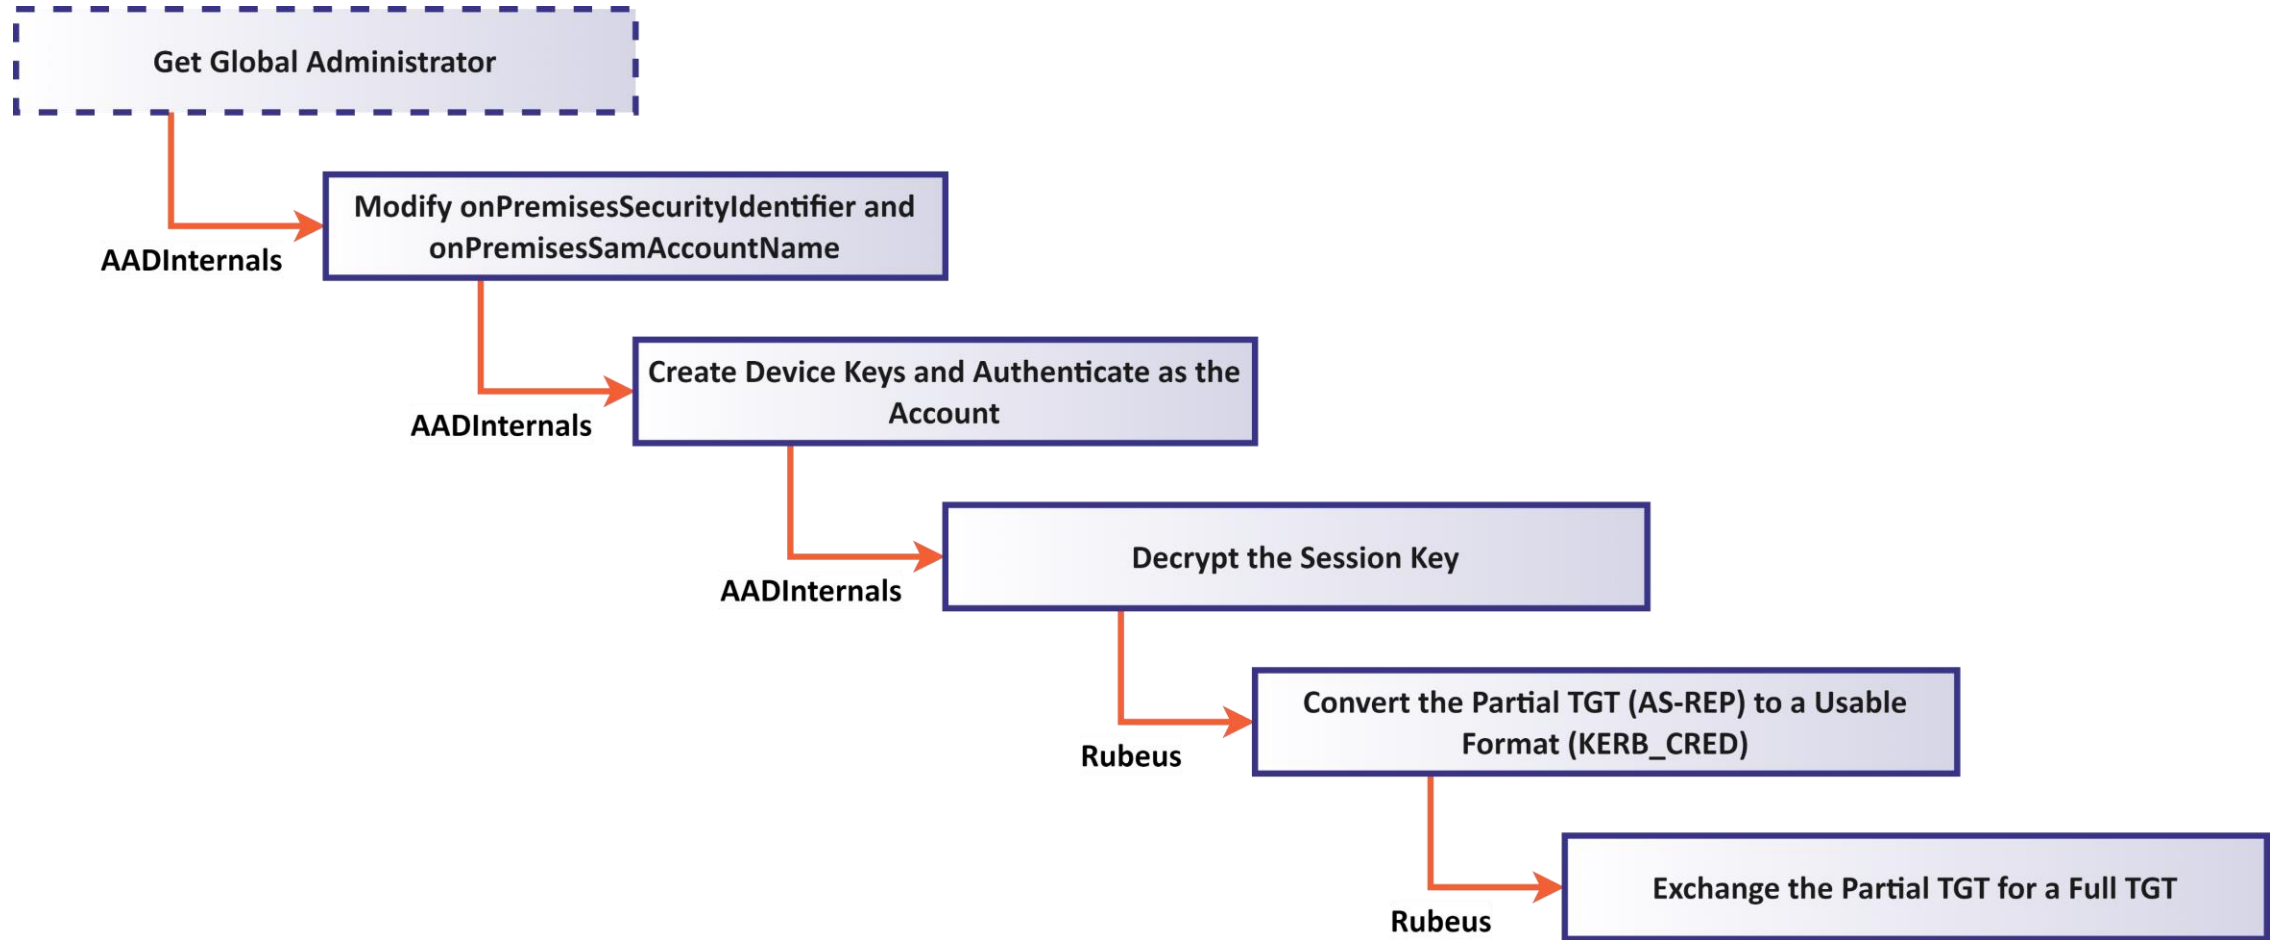 Get Global Administrator
Modify onPremisesSecurityIdentifier and
onPremisesSamAccountName
AADInternals
Create Device Keys and Authenticate as the
Account
AADInternals
Decrypt the Session Key
AADInternals
Convert the Partial TGT (AS-REP) to a Usable
Format (KERB_CRED)
Rubeus
Exchange the Partial TGT for a Full TGT
Rubeus